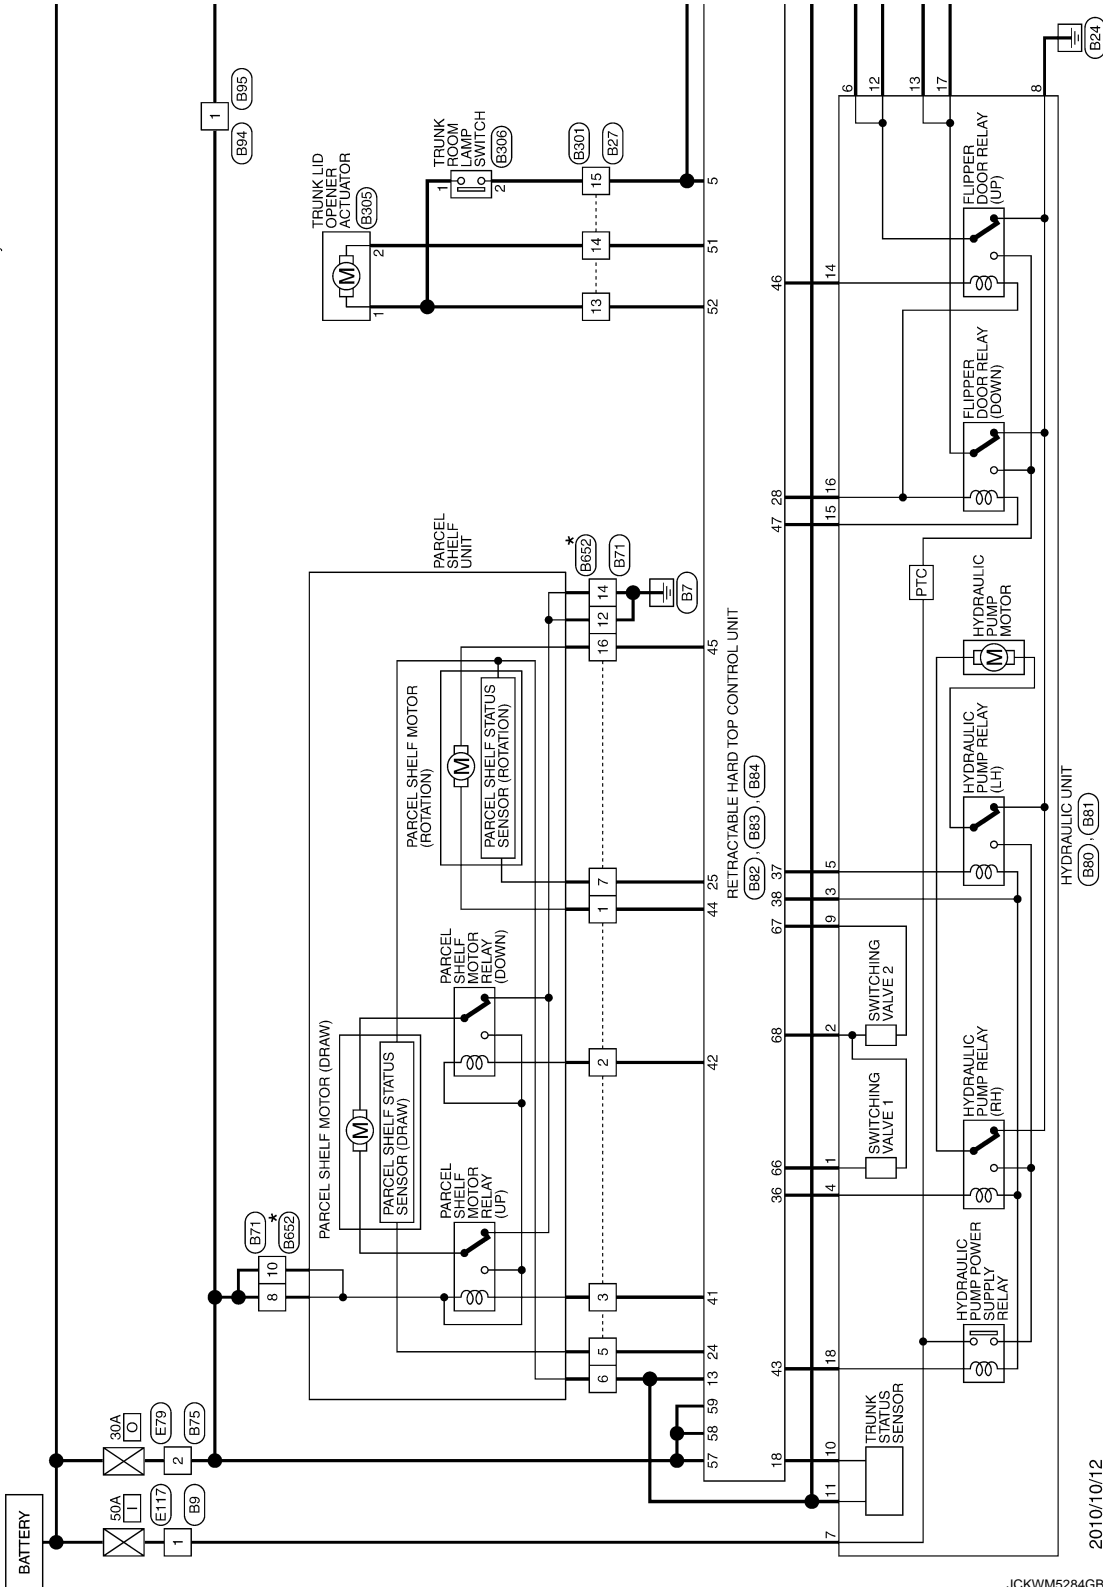 BATTERY
50A
I
E117
1
B9
30A
O
E79
2
B75
B71
*
B652
10
8
1
B94
B95
PARCEL SHELF MOTOR (DRAW)
M
PARCEL SHELF STATUS
SENSOR (DRAW)
PARCEL
SHELF
MOTOR
RELAY
(UP)
PARCEL
SHELF
MOTOR
RELAY
(DOWN)
PARCEL SHELF MOTOR
(ROTATION)
M
PARCEL SHELF STATUS
SENSOR (ROTATION)
PARCEL
SHELF
UNIT
*
B652
B71
6
5
3
2
1
7
16
12
14
B7
TRUNK LID
OPENER
ACTUATOR
B305
M
1
2
TRUNK
ROOM
LAMP
SWITCH
B306
1
2
B301
B27
13
14
15
57
58
59
13
24
41
42
44
25
45
52
51
5
RETRACTABLE HARD TOP CONTROL UNIT
B82 , B83 , B84
18
43
36
66
68
67
38
37
47
28
46
7
11
10
18
4
1
2
9
3
5
15
16
14
6
12
13
17
8
B24
TRUNK
STATUS
SENSOR
HYDRAULIC
PUMP POWER
SUPPLY
RELAY
SWITCHING
VALVE 1
HYDRAULIC
PUMP RELAY
(RH)
SWITCHING
VALVE 2
HYDRAULIC
PUMP RELAY
(LH)
HYDRAULIC
PUMP
MOTOR
M
PTC
FLIPPER
DOOR RELAY
(DOWN)
FLIPPER
DOOR RELAY
(UP)
HYDRAULIC UNIT
B80 , B81
2010/10/12
JCKWM5284GB